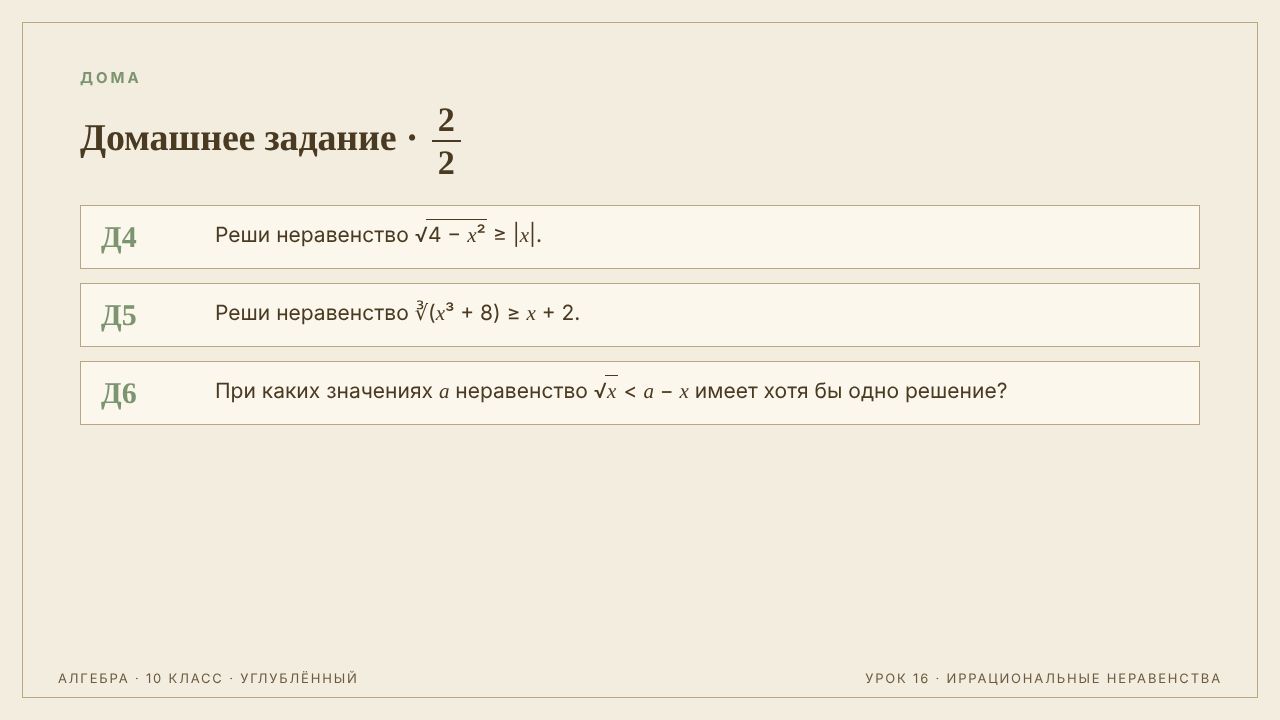 ДОМА
Домашнее задание · 2/2
Д4 Реши неравенство √4 − x² ≥ |x|.
Д5 Реши неравенство ∛(x³ + 8) ≥ x + 2.
Д6 При каких значениях a неравенство √x < a − x имеет хотя бы одно решение?
АЛГЕБРА · 10 КЛАСС · УГЛУБЛЁННЫЙ
УРОК 16 · ИРРАЦИОНАЛЬНЫЕ НЕРАВЕНСТВА